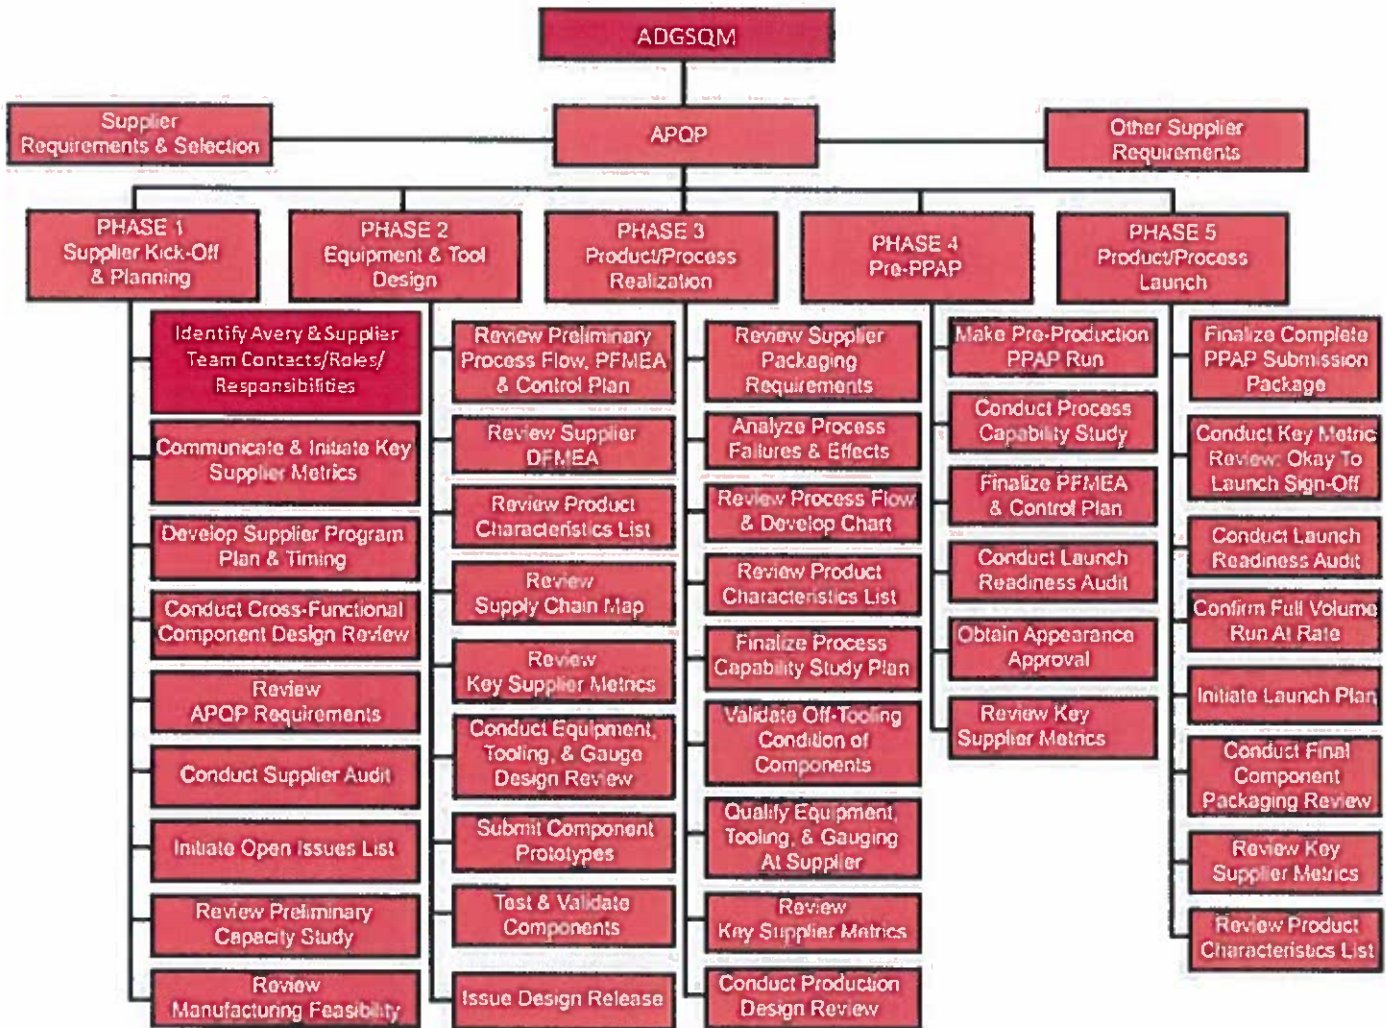 ADGSQM
Supplier
Requirements & Selection
APQP
Other Supplier
Requirements
PHASE 1
Supplier Kick-Off
& Planning
PHASE 2
Equipment & Tool
Design
PHASE 3
Product/Process
Realization
PHASE 4
Pre-PPAP
PHASE 5
Product/Process
Launch
Identify Avery & Supplier
Team Contacts/Roles/
Responsibilities
Communicate & Initiate Key
Supplier Metrics
Develop Supplier Program
Plan & Timing
Conduct Cross-Functional
Component Design Review
Review
APQP Requirements
Conduct Supplier Audit
Initiate Open Issues List
Review Preliminary
Capacity Study
Review
Manufacturing Feasibility
Review Preliminary
Process Flow, PFMEA
& Control Plan
Review Supplier
DFMEA
Review Product
Characteristics List
Review
Supply Chain Map
Review
Key Supplier Metrics
Conduct Equipment,
Tooling, & Gauge
Design Review
Submit Component
Prototypes
Test & Validate
Components
Issue Design Release
Review Supplier
Packaging
Requirements
Analyze Process
Failures & Effects
Review Process Flow
& Develop Chart
Review Product
Characteristics List
Finalize Process
Capability Study Plan
Validate Off-Tooling
Condition of
Components
Qualify Equipment,
Tooling, & Gauging
At Supplier
Review
Key Supplier Metrics
Conduct Production
Design Review
Make Pre-Production
PPAP Run
Conduct Process
Capability Study
Finalize PFMEA
& Control Plan
Conduct Launch
Readiness Audit
Obtain Appearance
Approval
Review Key
Supplier Metrics
Finalize Complete
PPAP Submission
Package
Conduct Key Metric
Review: Okay To
Launch Sign-Off
Conduct Launch
Readiness Audit
Confirm Full Volume
Run At Rate
Initiate Launch Plan
Conduct Final
Component
Packaging Review
Review Key
Supplier Metrics
Review Product
Characteristics List